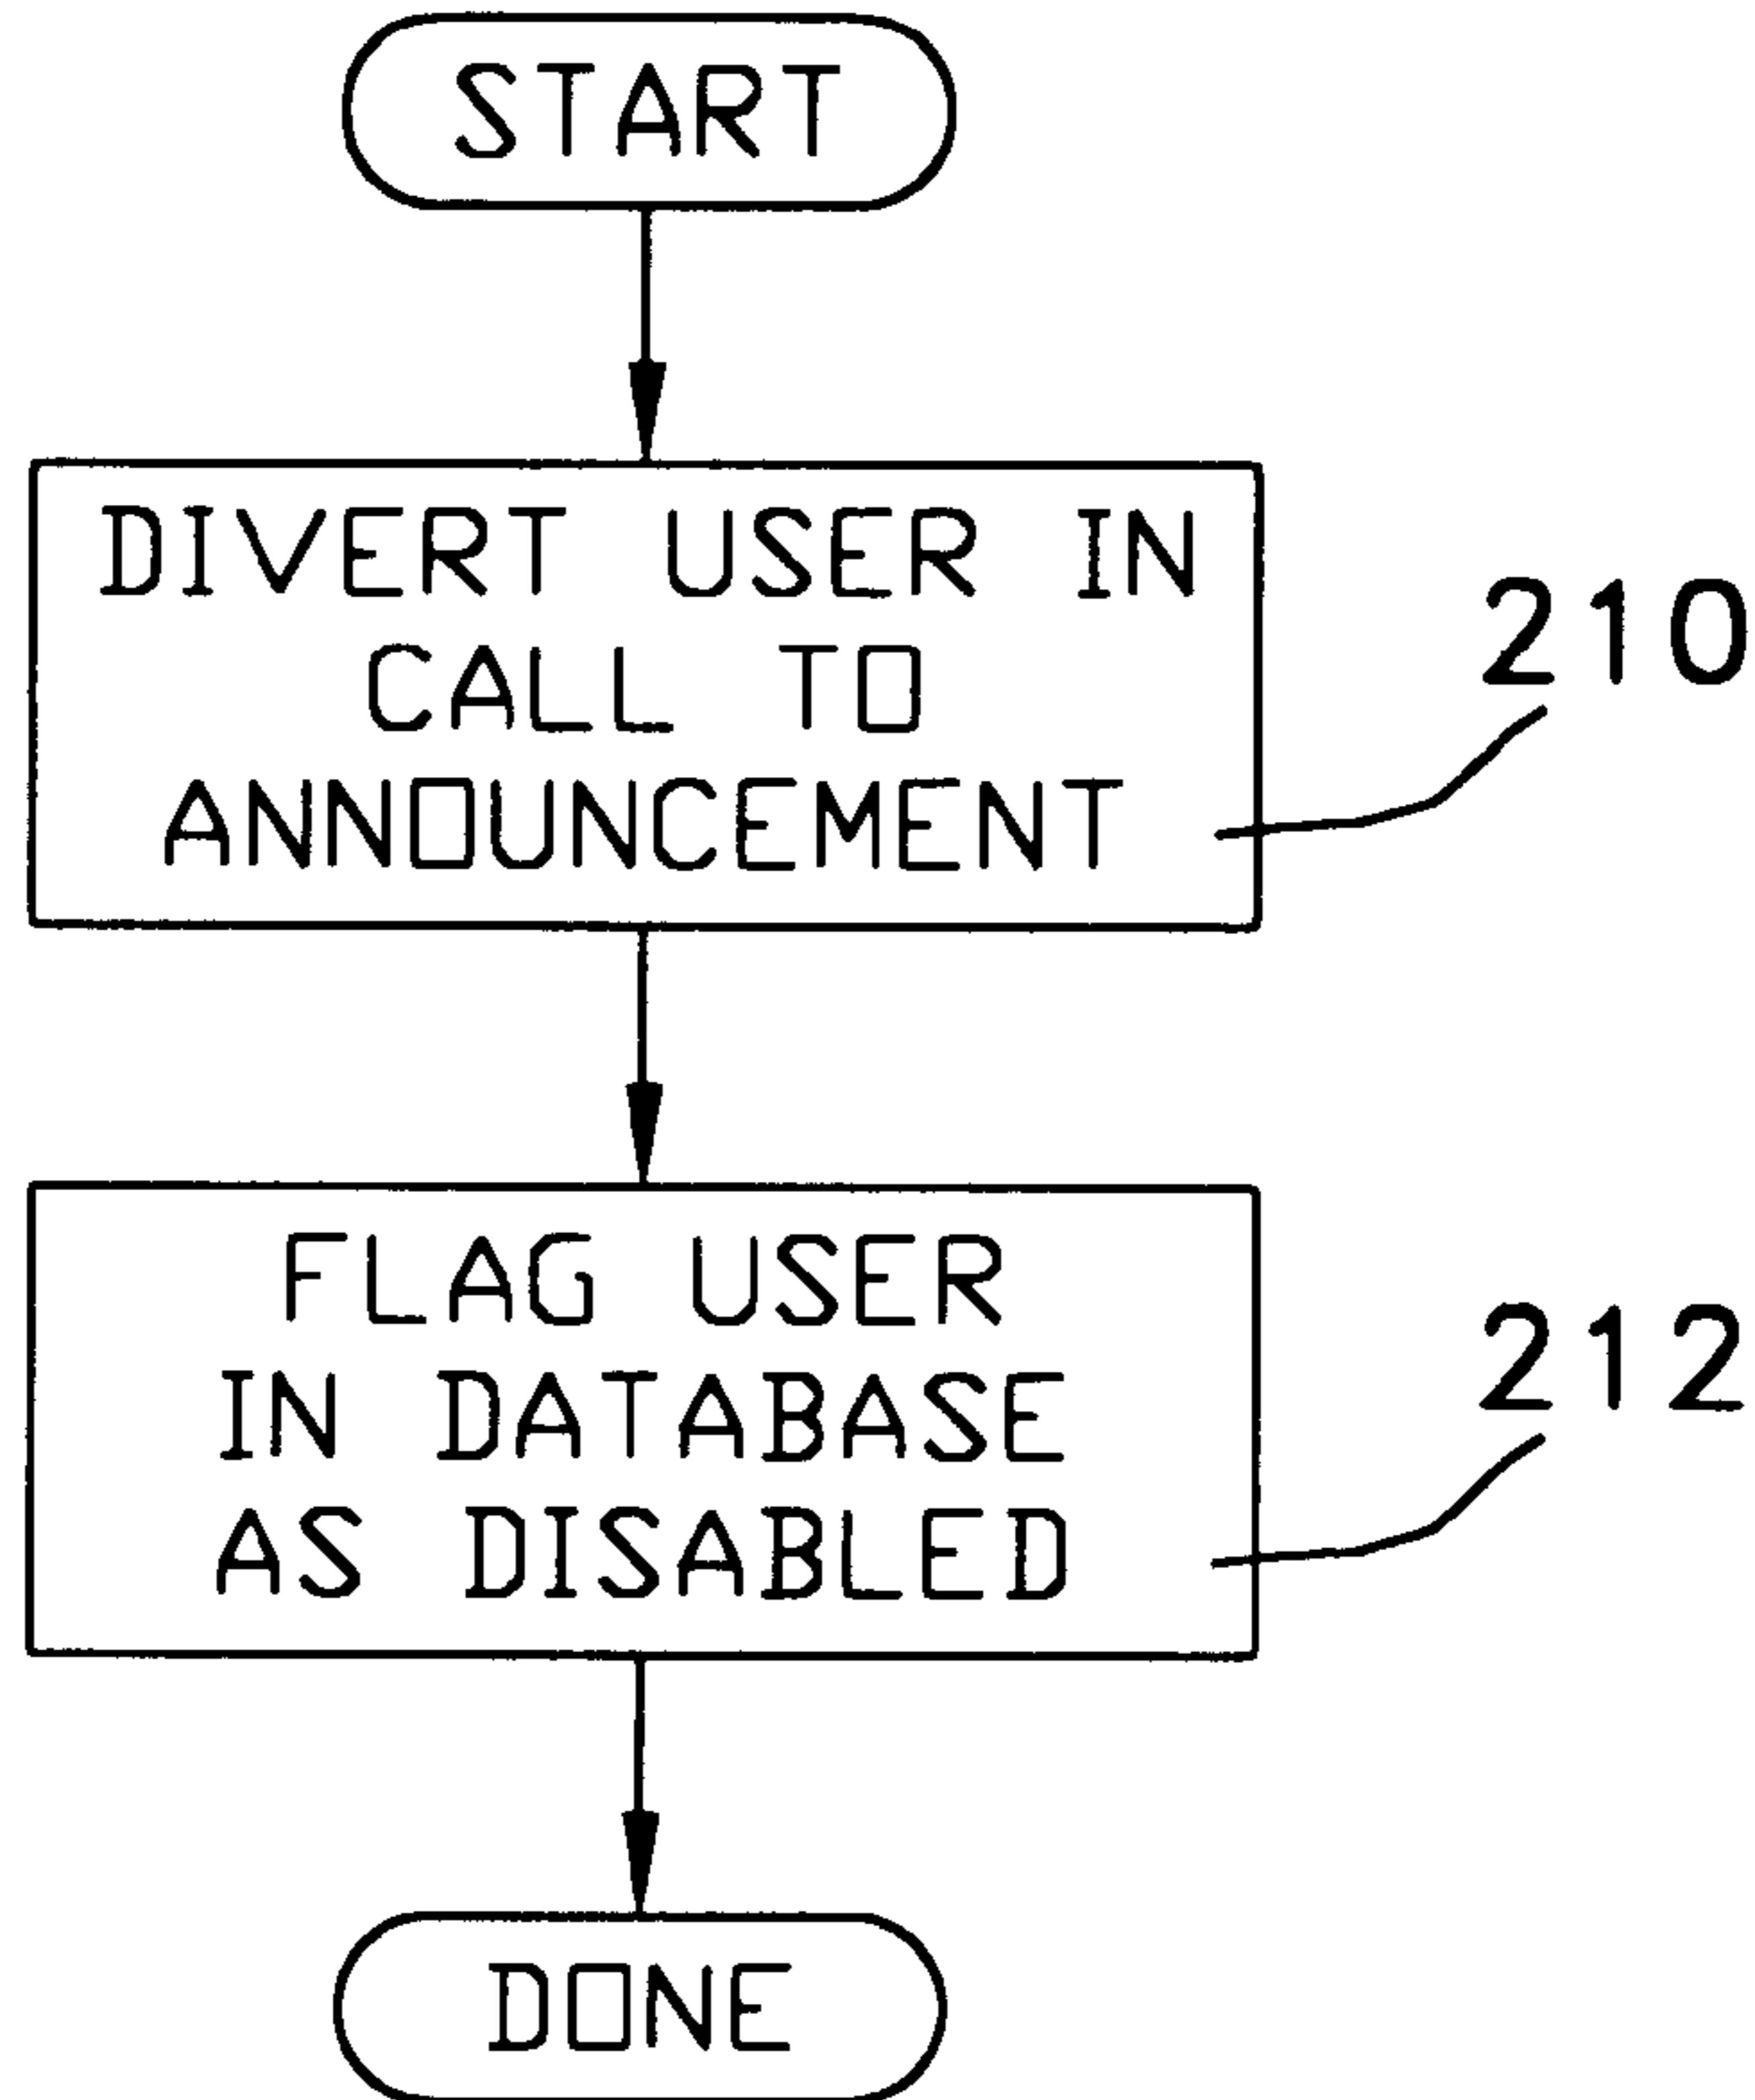 START
DIVERT USER IN
CALL TO
ANNOUNCEMENT
210
FLAG USER
IN DATABASE
AS DISABLED
212
DONE